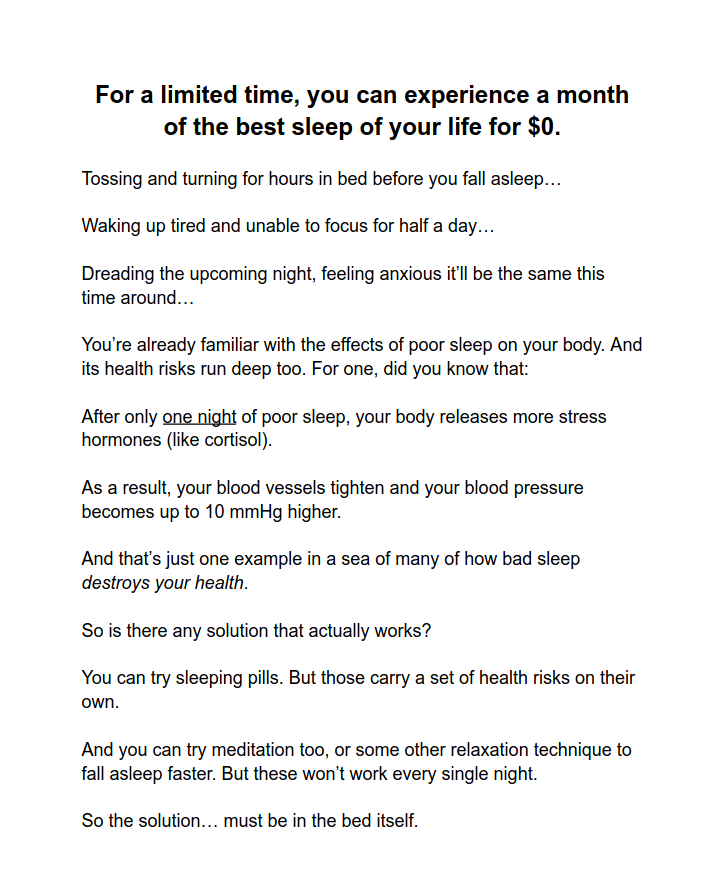 For a limited time, you can experience a month
of the best sleep of your life for $0.
Tossing and turning for hours in bed before you fall asleep…
Waking up tired and unable to focus for half a day…
Dreading the upcoming night, feeling anxious it’ll be the same this
time around…
You’re already familiar with the effects of poor sleep on your body. And
its health risks run deep too. For one, did you know that:
After only one night of poor sleep, your body releases more stress
hormones (like cortisol).
As a result, your blood vessels tighten and your blood pressure
becomes up to 10 mmHg higher.
And that’s just one example in a sea of many of how bad sleep
destroys your health.
So is there any solution that actually works?
You can try sleeping pills. But those carry a set of health risks on their
own.
And you can try meditation too, or some other relaxation technique to
fall asleep faster. But these won’t work every single night.
So the solution… must be in the bed itself.